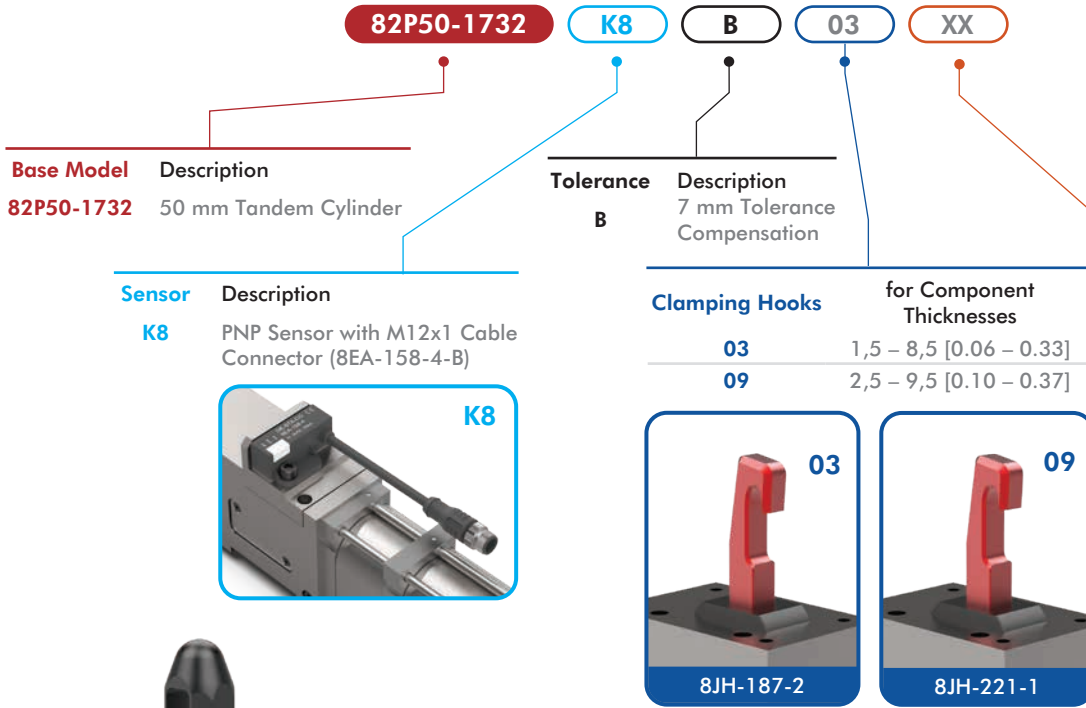 82P50-1732 K8 B 03 XX
Base Model Description
82P50-1732 50 mm Tandem Cylinder
Tolerance Description
B 7 mm Tolerance
Compensation
Sensor Description
K8 PNP Sensor with M12x1 Cable
Connector (8EA-158-4-B)
K8
Clamping Hooks for Component
Thicknesses
03 1,5 – 8,5 [0.06 – 0.33]
09 2,5 – 9,5 [0.10 – 0.37]
03
8JH-187-2
09
8JH-221-1